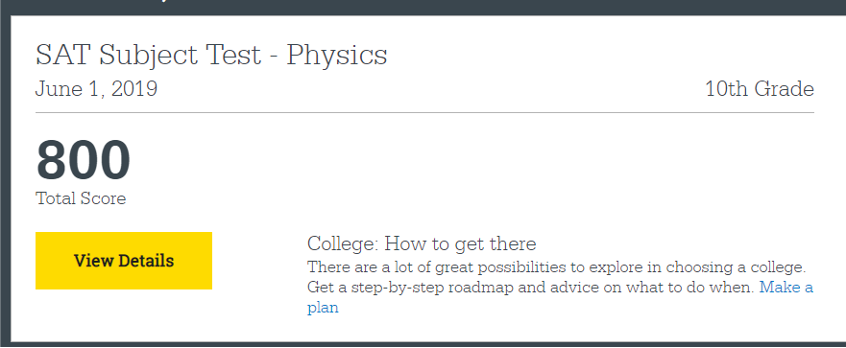 SAT Subject Test - Physics
June 1, 2019 10th Grade
800
Total Score
View Details
College: How to get there
There are a lot of great possibilities to explore in choosing a college.
Get a step-by-step roadmap and advice on what to do when. Make a
plan